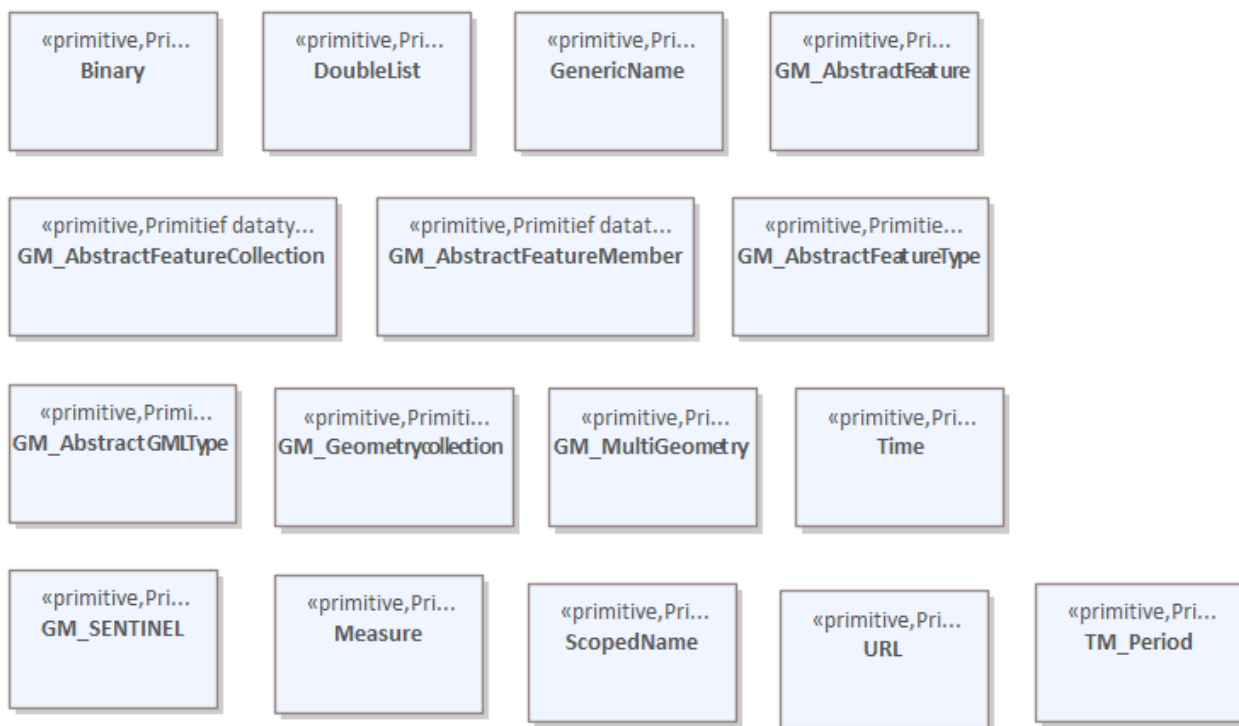 «primitive,Pri...
Binary
«primitive,Pri...
DoubleList
«primitive,Pri...
GenericName
«primitive,Pri...
GM_AbstractFeature
«primitive,Primitief dataty...
GM_AbstractFeatureCollection
«primitive,Primitief datat...
GM_AbstractFeatureMember
«primitive,Primitie...
GM_AbstractFeatureType
«primitive,Primi...
GM_AbstractGMLType
«primitive,Primiti...
GM_Geometrycollection
«primitive,Pri...
GM_MultiGeometry
«primitive,Pri...
Time
«primitive,Pri...
GM_SENTINEL
«primitive,Pri...
Measure
«primitive,Pri...
ScopedName
«primitive,Pri...
URL
«primitive,Pri...
TM_Period